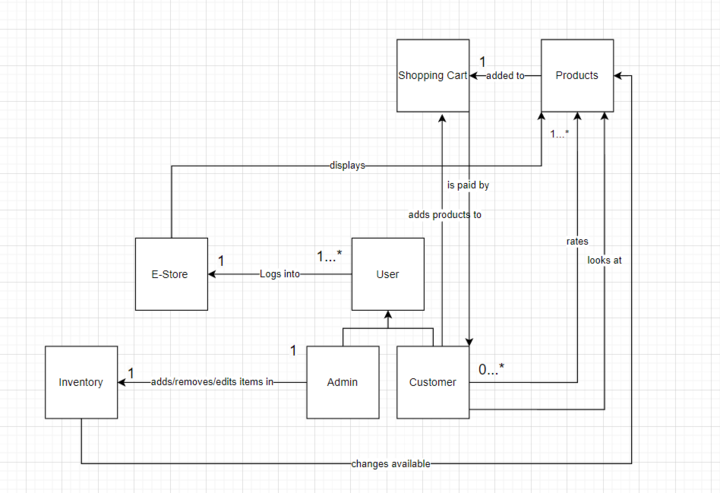 1
Shopping Cart
added to
Products
1...*
displays
is paid by
adds products to
rates
looks at
E-Store
1
Logs into
1...*
User
1
Inventory
1
adds/removes/edits items in
Admin
Customer
0...*
changes available